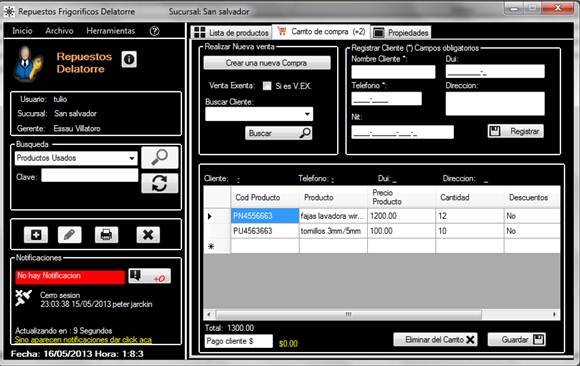 Repuestos Frigorificos Delatorre Sucursal: San salvador
Inicio Archivo Herramientas ?
Repuestos
Delatorre
Usuario: tulio
Sucursal: San salvador
Gerente: Essau Villatoro
Busqueda
Productos Usados
Clave:
Notificaciones
No hay Notificacion
+0
Cerro sesion
23:03:38 15/05/2013 peter jarckin
Actualizando en : 9 Segundos
Sino aparecen notificaciones dar click aca
Fecha: 16/05/2013 Hora: 1:8:3
Lista de productos Carrito de compra (+2) Propiedades
Realizar Nueva venta
Crear una nueva Compra
Venta Exenta: Si es V.EX.
Buscar Cliente:
Buscar
Registrar Cliente (*) Campos obligatorios
Nombre Cliente *: Dui:
________-_
Telefono *: Direccion:
____-____
Nit:
____-______-___-_
Registrar
Cliente: - Telefono: - Dui: _ Direccion: _
Cod Producto Producto Precio Producto Cantidad Descuentos
PN4556663 fajas lavadora wir... 1200.00 12 No
PU4563663 tornillos 3mm/5mm 100.00 10 No
Total: 1300.00
Pago cliente $ $0.00
Eliminar del Carrito Guardar